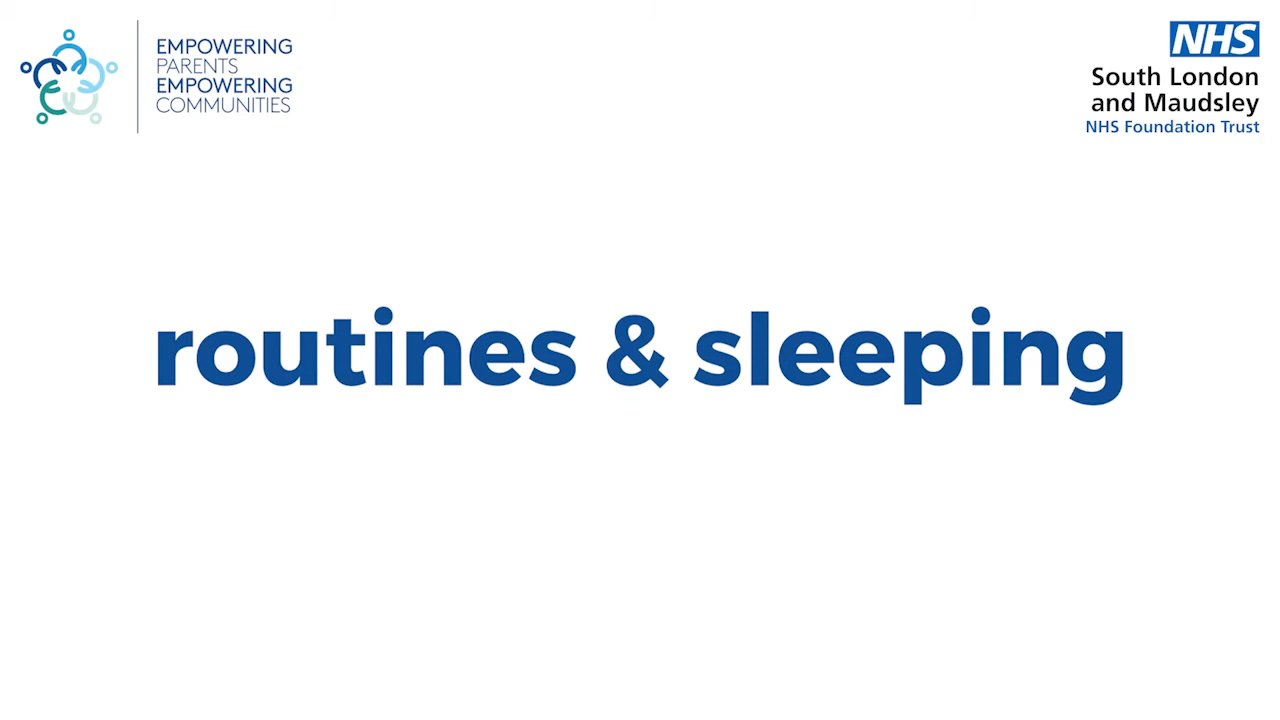 EMPOWERING
PARENTS
EMPOWERING
COMMUNITIES
NHS
South London
and Maudsley
NHS Foundation Trust
routines & sleeping